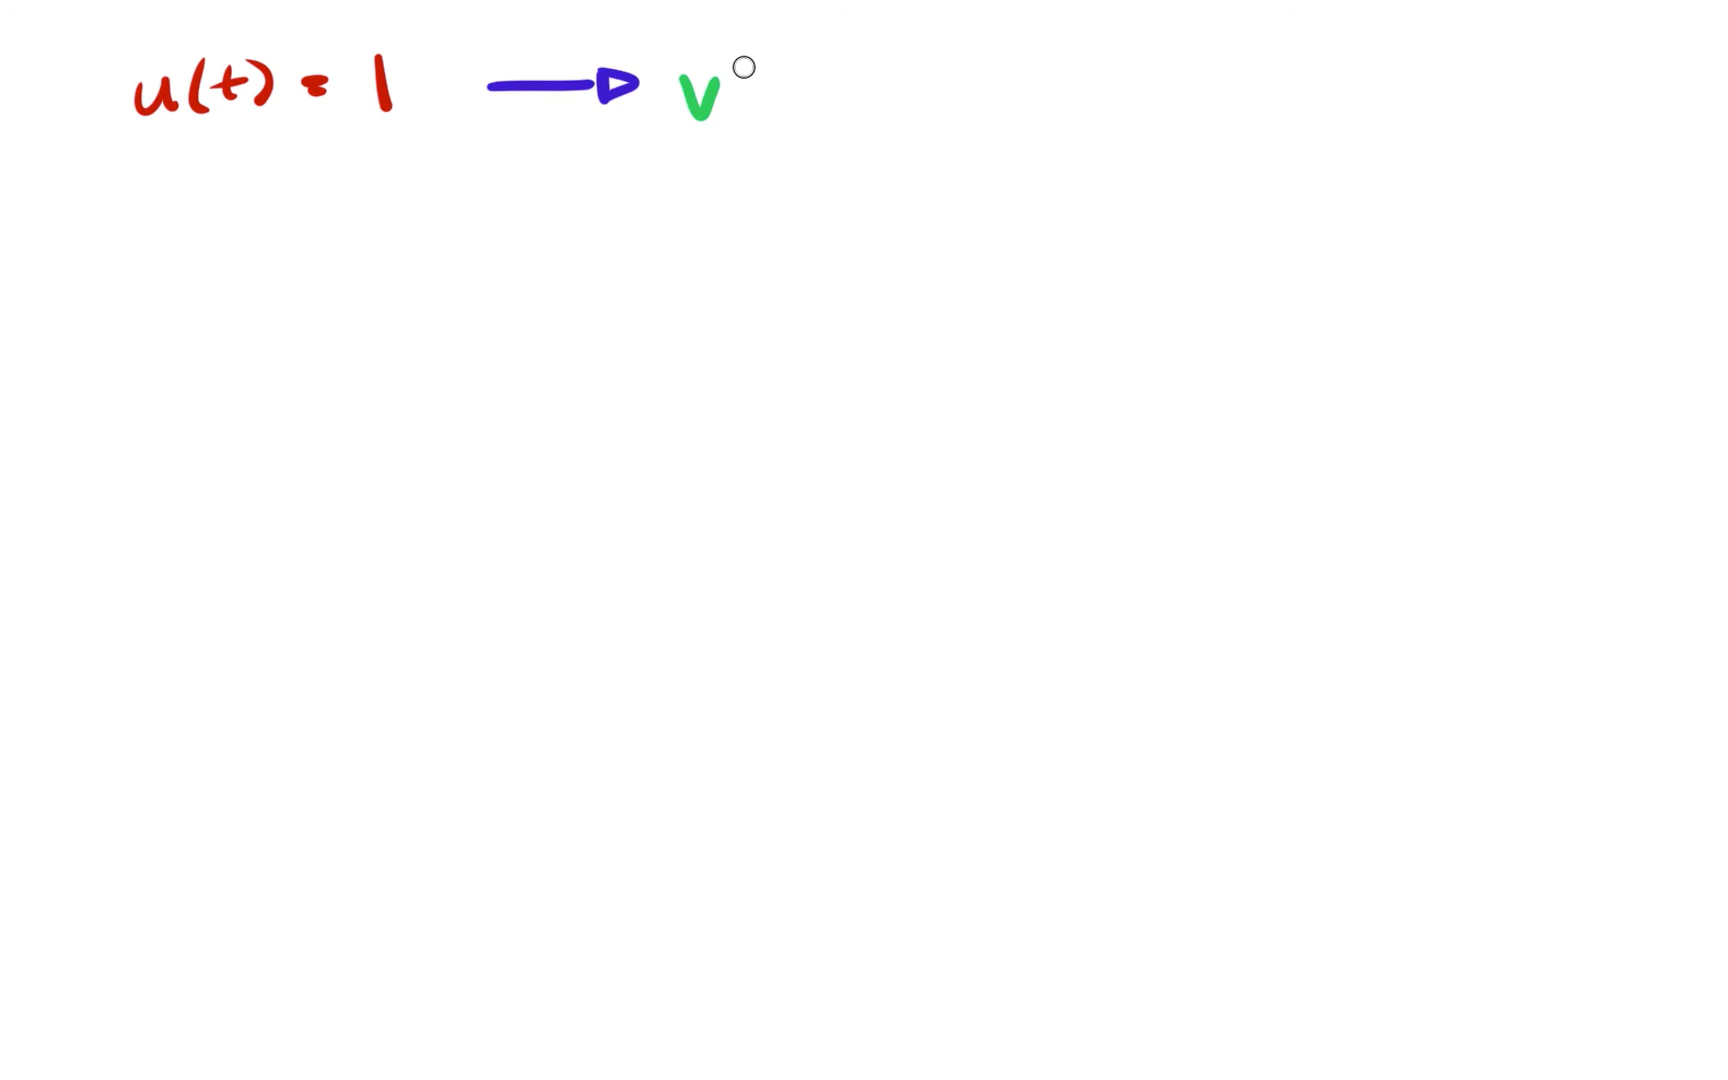 u(t) = 1 → v